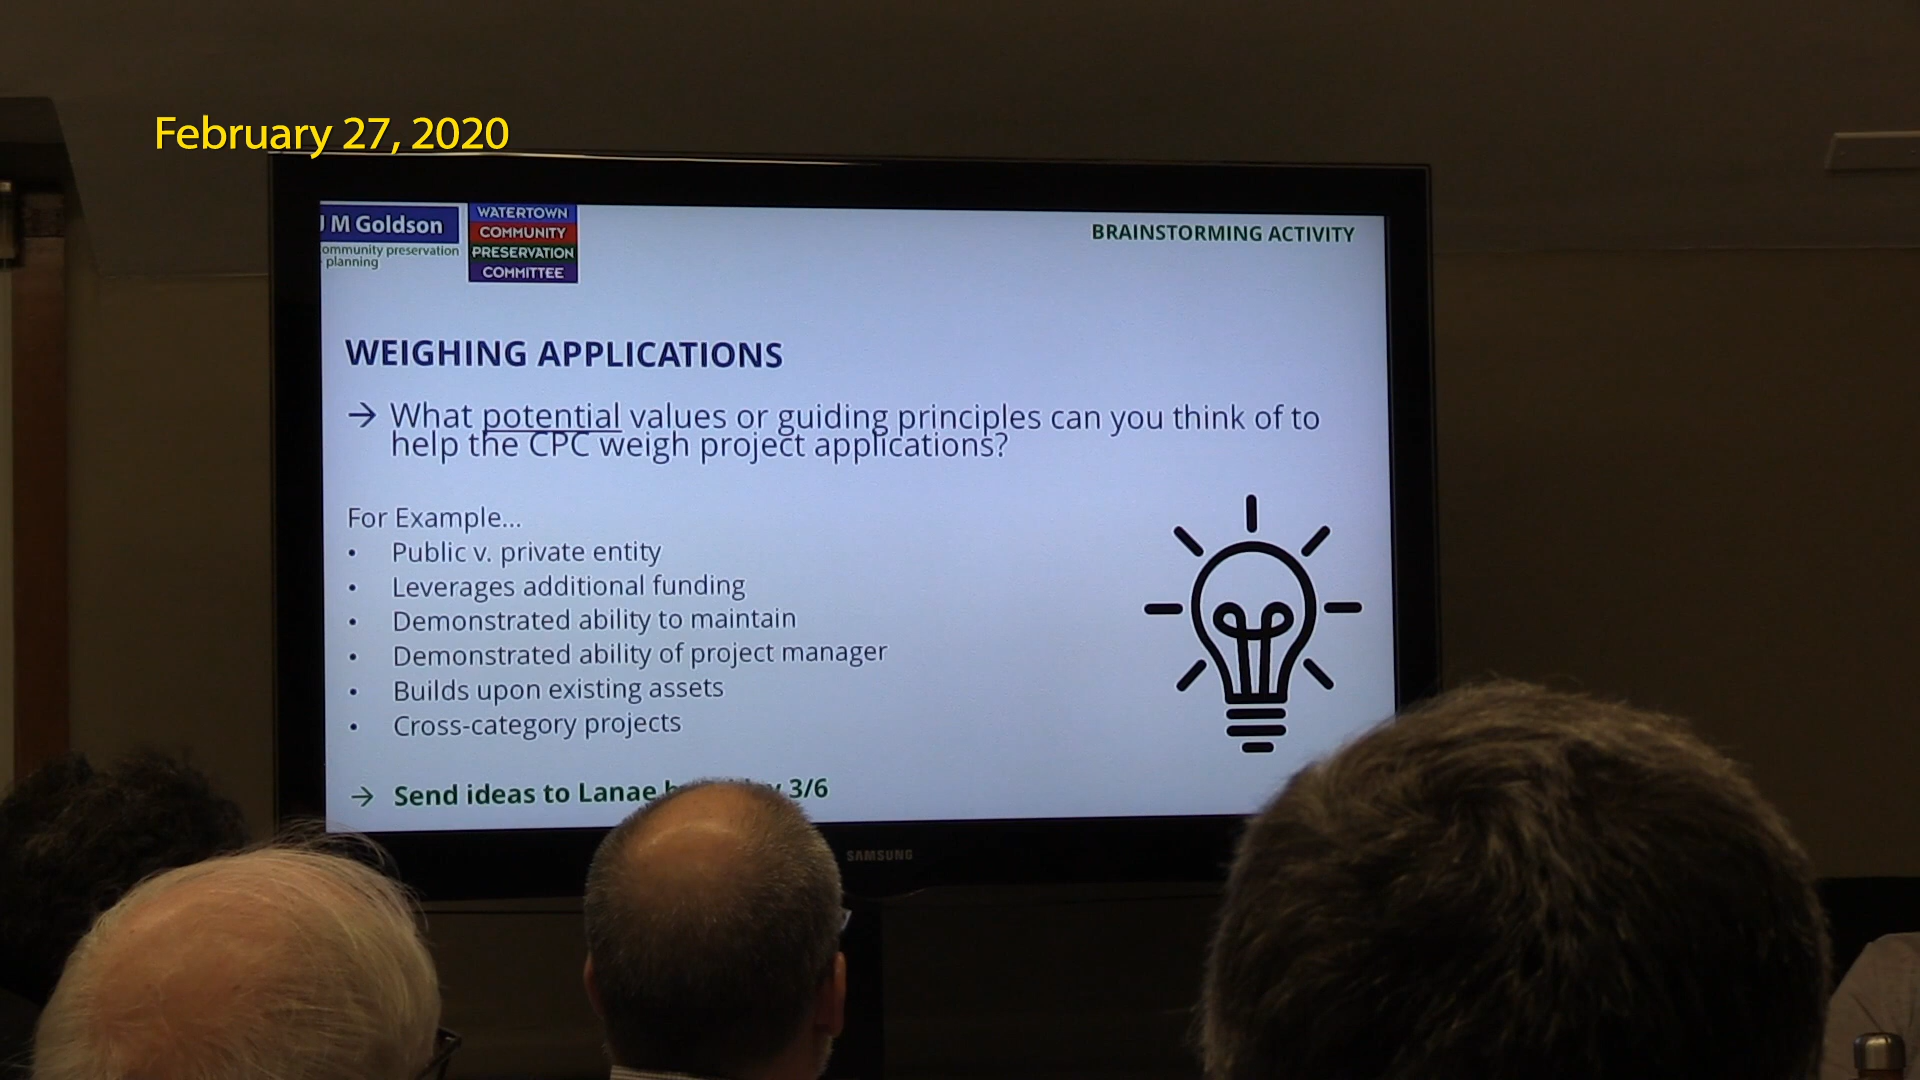 February 27, 2020
J M Goldson
ommunity preservation
planning
WATERTOWN
COMMUNITY
PRESERVATION
COMMITTEE
BRAINSTORMING ACTIVITY
WEIGHING APPLICATIONS
→ What potential values or guiding principles can you think of to
help the CPC weigh project applications?
For Example...
• Public v. private entity
• Leverages additional funding
• Demonstrated ability to maintain
• Demonstrated ability of project manager
• Builds upon existing assets
• Cross-category projects
→ Send ideas to Lanae 3/6
SAMSUNG